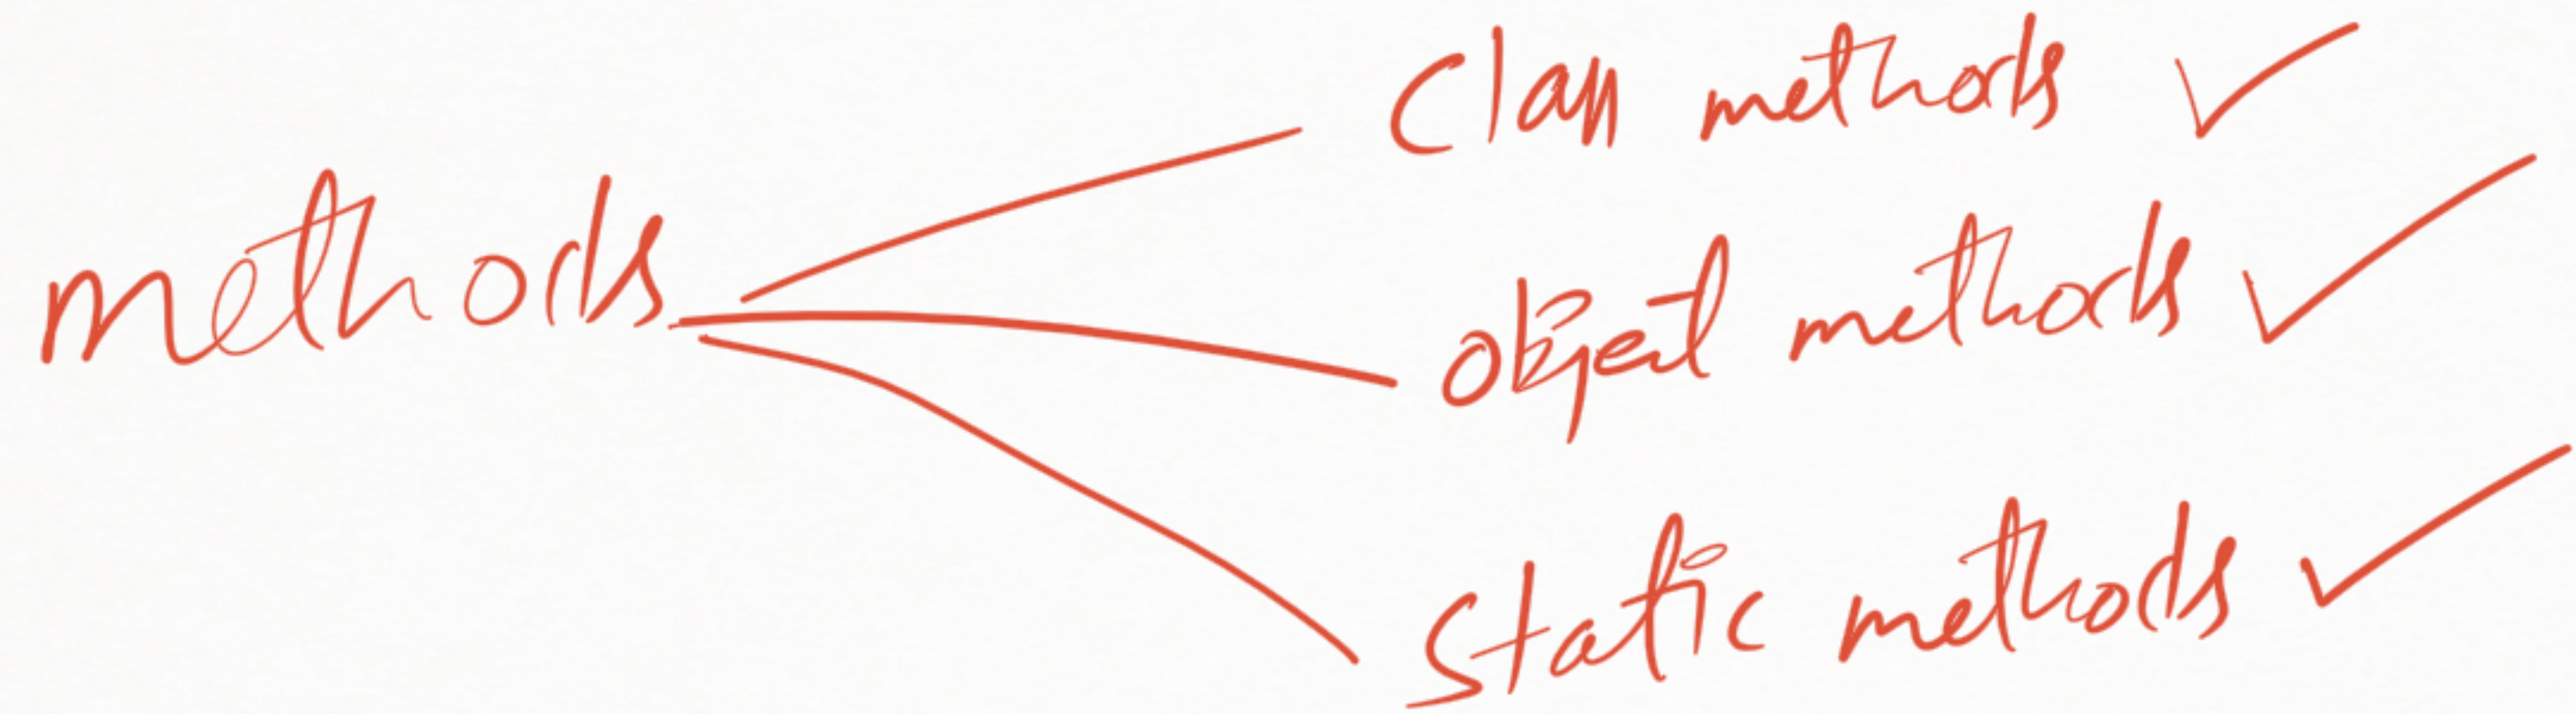 methods
Class methods ✓
Object methods ✓
Static methods ✓